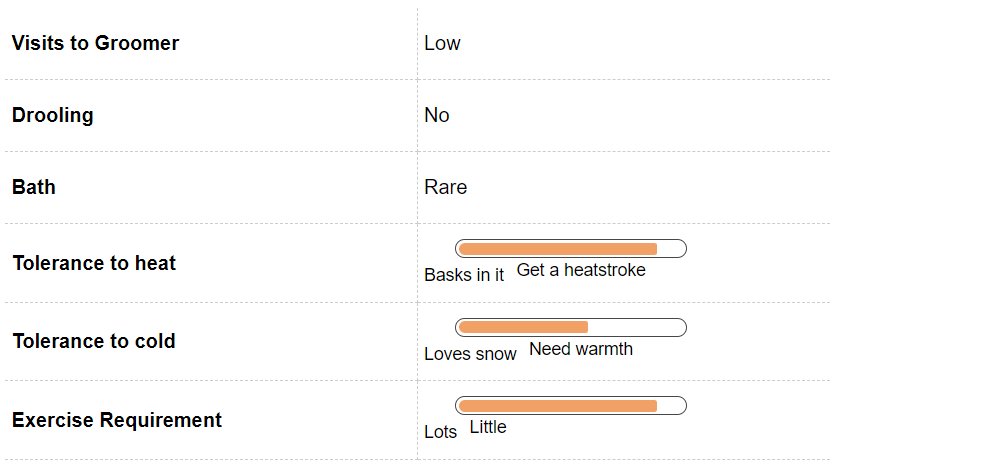 Visits to Groomer Low
Drooling No
Bath Rare
Tolerance to heat
Basks in it Get a heatstroke
Tolerance to cold
Loves snow Need warmth
Exercise Requirement
Lots Little